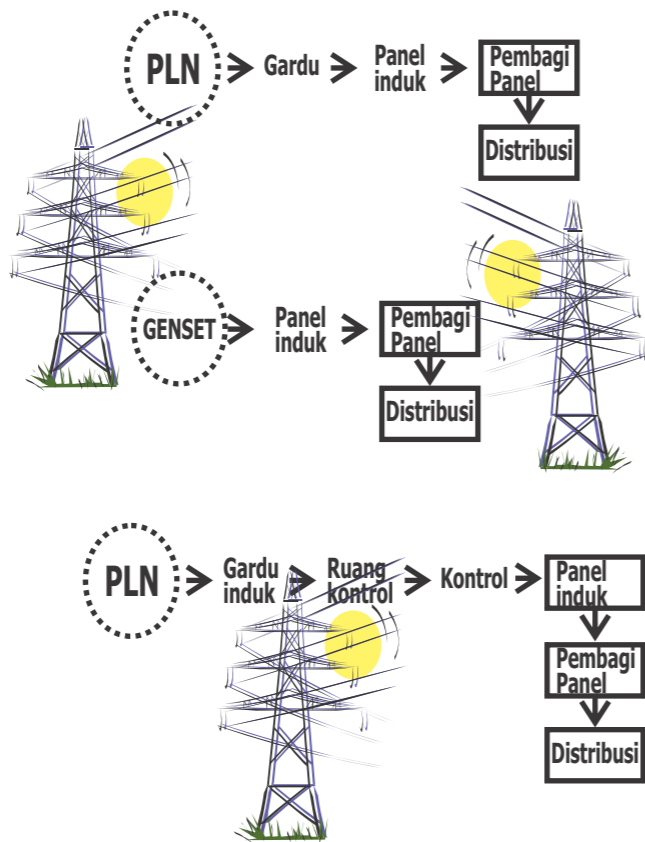 PLN
Gardu
Panel
induk
Pembagi
Panel
Distribusi
GENSET
Panel
induk
Pembagi
Panel
Distribusi
PLN
Gardu
induk
Ruang
kontrol
Kontrol
Panel
induk
Pembagi
Panel
Distribusi